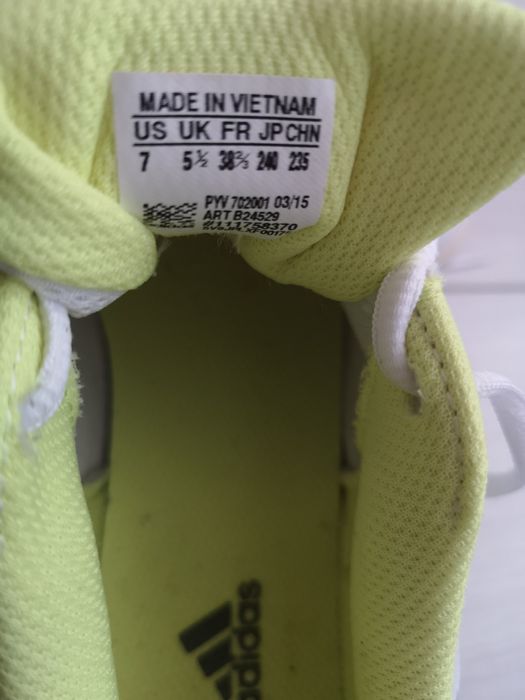 MADE IN VIETNAM
US UK FR JP CHN
7 5½ 38⅔ 240 235
PYV 702001 03/15
ART B24529
#111758370
adidas